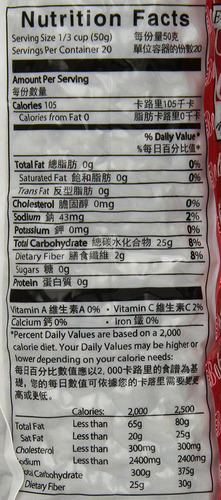 Nutrition Facts
Serving Size 1/3 cup (50g) 每份量50克
Servings Per Container 20 單位容器的份數20
Amount Per Serving
每份數量
Calories 105 卡路里105千卡
Calories from Fat 0 脂肪卡路里0千卡
% Daily Value*
%每日百分比值*
Total Fat 總脂肪 0g 0%
Saturated Fat 飽和脂肪 0g 0%
Trans Fat 反型脂肪 0g
Cholesterol 膽固醇 0mg 0%
Sodium 鈉 43mg 2%
Potassium 鉀 0mg 0%
Total Carbohydrate 總碳水化合物 25g 8%
Dietary Fiber 膳食纖維 2g 8%
Sugars 糖 0g
Protein 蛋白質 0g
Vitamin A 維生素A 0% • Vitamin C 維生素C 2%
Calcium 鈣 0% • Iron 鐵 0%
*Percent Daily Values are based on a 2,000
calorie diet. Your Daily Values may be higher or
lower depending on your calorie needs:
每日百分比數值應以2,000卡路里的食譜為基
礎, 您的每日數值可依據您的卡路里需要變更
高或更低.
Calories: 2,000 2,500
Total Fat Less than 65g 80g
Sat Fat Less than 20g 25g
Cholesterol Less than 300mg 300mg
odium Less than 2400mg 2400mg
tal Carbohydrate 300g 375g
Dietary Fiber 25g 30g